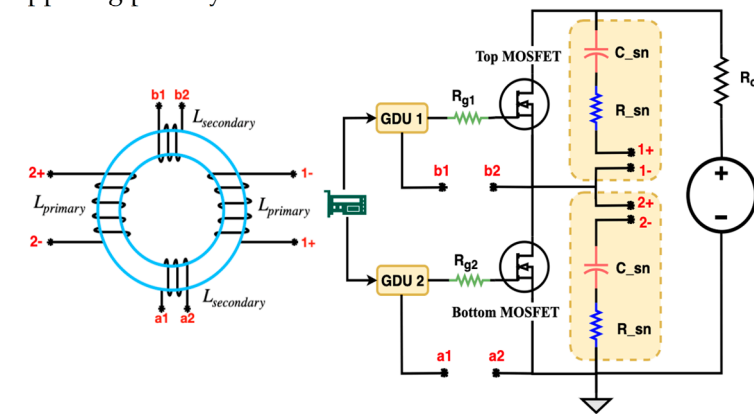 b1 b2
L_secondary
2+
1-
L_primary
L_primary
2-
1+
L_secondary
a1 a2
Top MOSFET
C_sn
R_g1
GDU 1
R_sn
1+
1-
b1 b2
2+
2-
R_g2
GDU 2
C_sn
Bottom MOSFET
R_sn
a1 a2
+
-